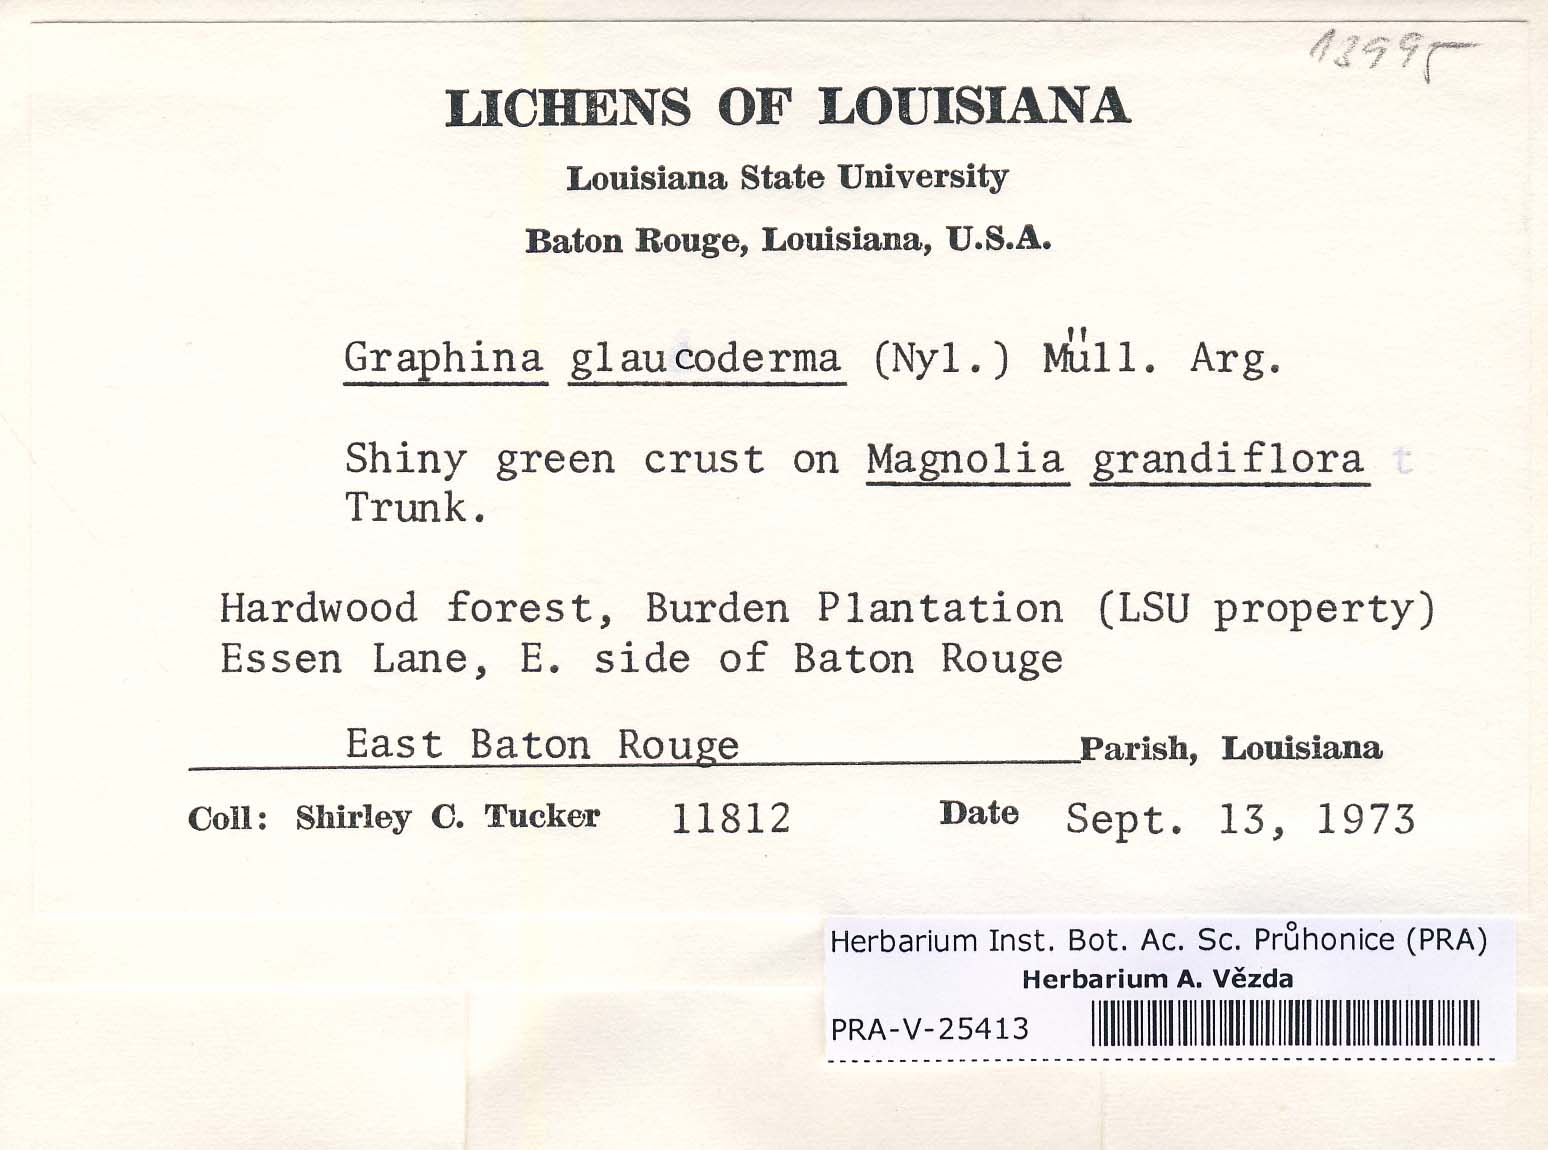 13995
LICHENS OF LOUISIANA
Louisiana State University
Baton Rouge, Louisiana, U.S.A.
Graphina glaucoderma (Nyl.) Müll. Arg.
Shiny green crust on Magnolia grandiflora t
Trunk.
Hardwood forest, Burden Plantation (LSU property)
Essen Lane, E. side of Baton Rouge
East Baton Rouge Parish, Louisiana
Coll: Shirley C. Tucker 11812 Date Sept. 13, 1973
Herbarium Inst. Bot. Ac. Sc. Průhonice (PRA)
Herbarium A. Vězda
PRA-V-25413